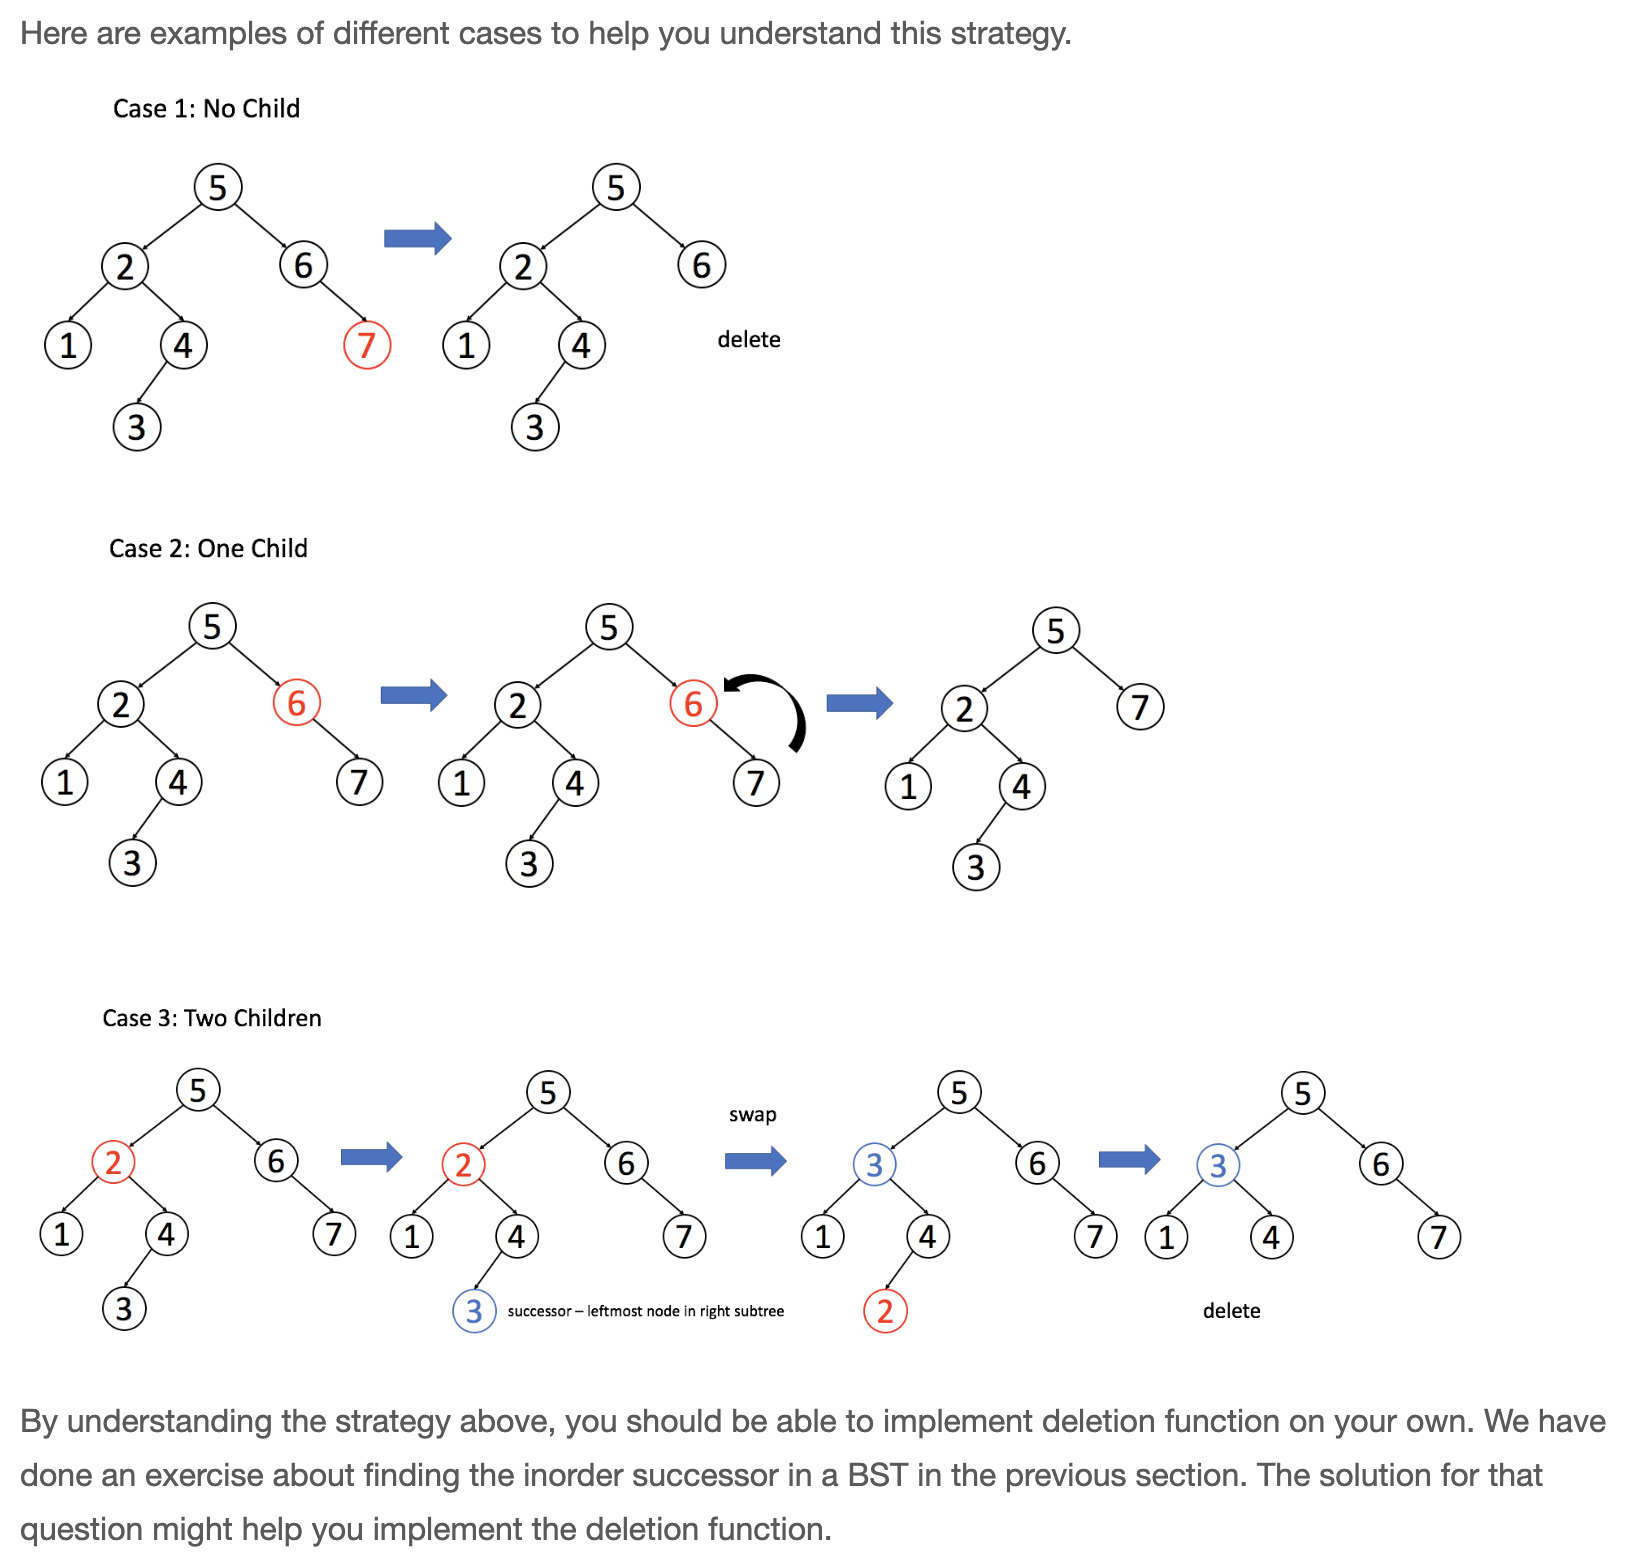 Here are examples of different cases to help you understand this strategy.
Case 1: No Child
5 5
2 6 2 6
1 4 7 1 4 delete
3 3
Case 2: One Child
5 5 5
2 6 2 6 2 7
1 4 7 1 4 7 1 4
3 3 3
Case 3: Two Children
5 5 swap 5 5
2 6 2 6 3 6 3 6
1 4 7 1 4 7 1 4 7 1 4 7
3 3 successor – leftmost node in right subtree 2 delete
By understanding the strategy above, you should be able to implement deletion function on your own. We have
done an exercise about finding the inorder successor in a BST in the previous section. The solution for that
question might help you implement the deletion function.